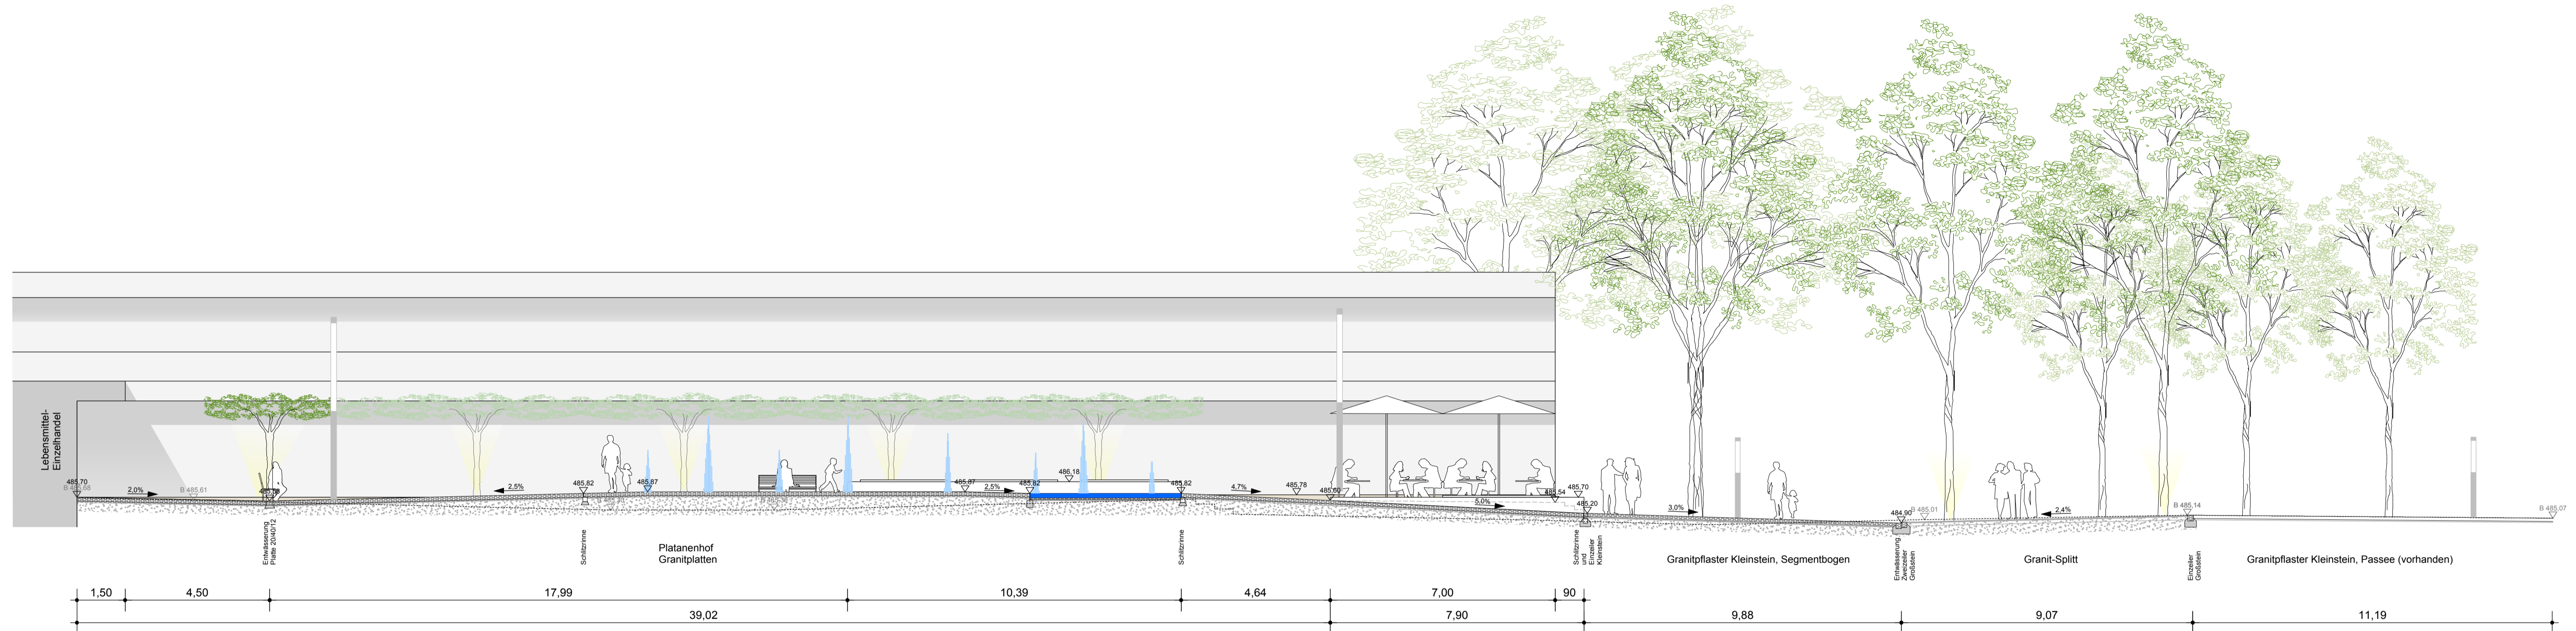 Lebensmittel-
Einzelhandel
485.70
B 485.68
2,0%
B 485.61
2,5%
485.82
485.87
486.18
485.87
2,5%
485.82
485.82
4,7%
485.78
485.60
5,0%
485.54
485.70
485.20
3,0%
484.90
B 485.01
2,4%
B 485.14
B 485.07
Entwässerung
Platte 20/40/12
Schlitzrinne
Platanenhof
Granitplatten
Schlitzrinne
Schlitzrinne
und
Einzeiler
Kleinstein
Granitpflaster Kleinstein, Segmentbogen
Entwässerung
Zweizeiler
Großstein
Granit-Splitt
Einzeiler
Großstein
Granitpflaster Kleinstein, Passee (vorhanden)
1,50
4,50
17,99
10,39
4,64
7,00
90
39,02
7,90
9,88
9,07
11,19